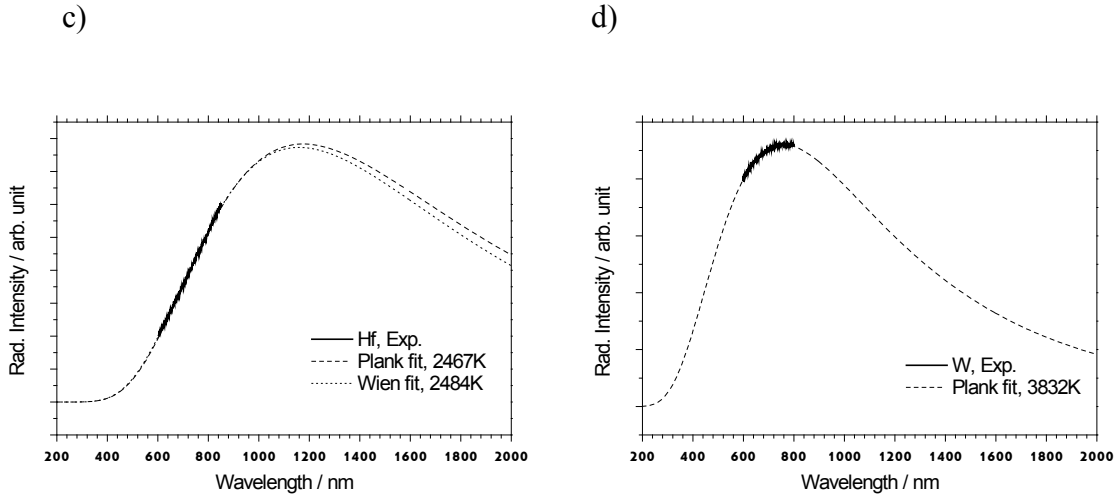 c)
d)
Rad. Intensity / arb. unit
Hf, Exp.
Plank fit, 2467K
Wien fit, 2484K
200 400 600 800 1000 1200 1400 1600 1800 2000
Wavelength / nm
Rad. Intensity / arb. unit
W, Exp.
Plank fit, 3832K
200 400 600 800 1000 1200 1400 1600 1800 2000
Wavelength / nm